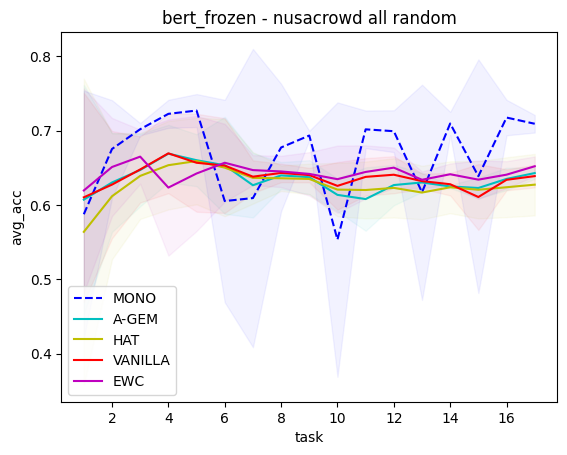 bert_frozen - nusacrowd all random
avg_acc
0.8
0.7
0.6
0.5
0.4
MONO
A-GEM
HAT
VANILLA
EWC
2 4 6 8 10 12 14 16
task